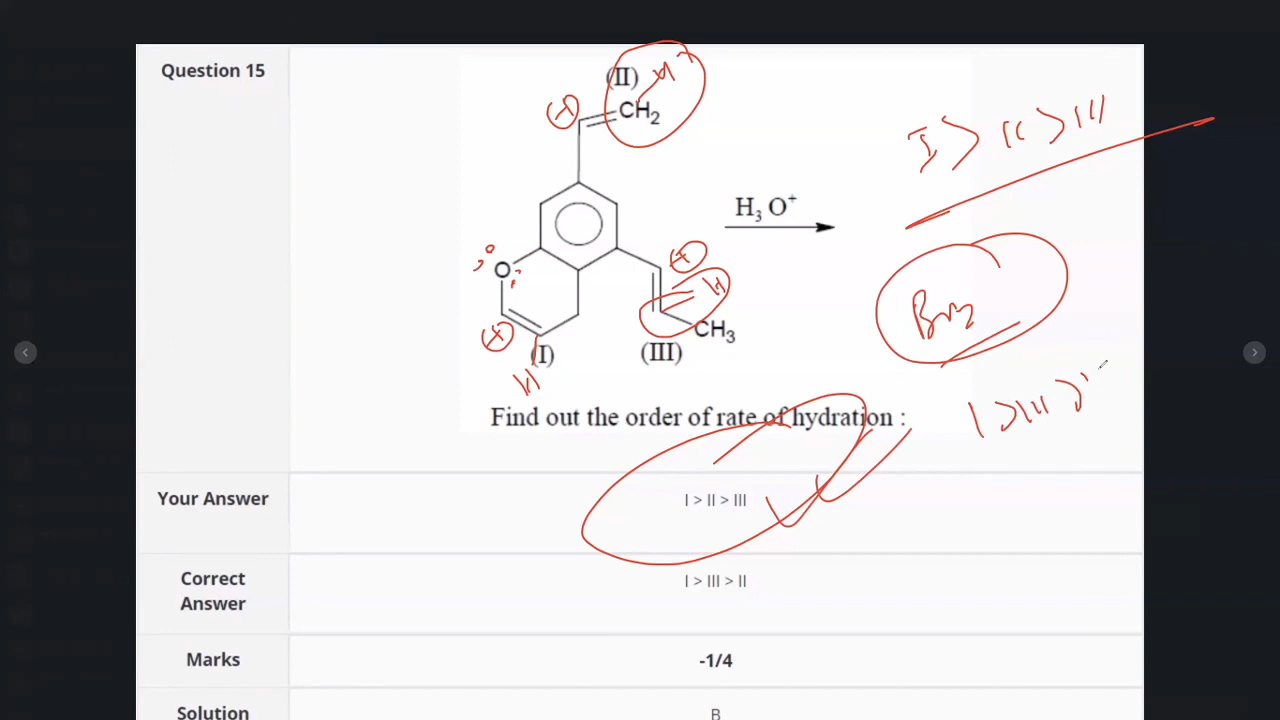 Question 15
(II)
H+
(+)
CH2
I > II > III
H3O+
(+)
H
O
Br2
(+)
CH3
(I)
(III)
H
I > III >
Find out the order of rate of hydration :
Your Answer
I > II > III
Correct Answer
I > III > II
Marks
-1/4
Solution
B